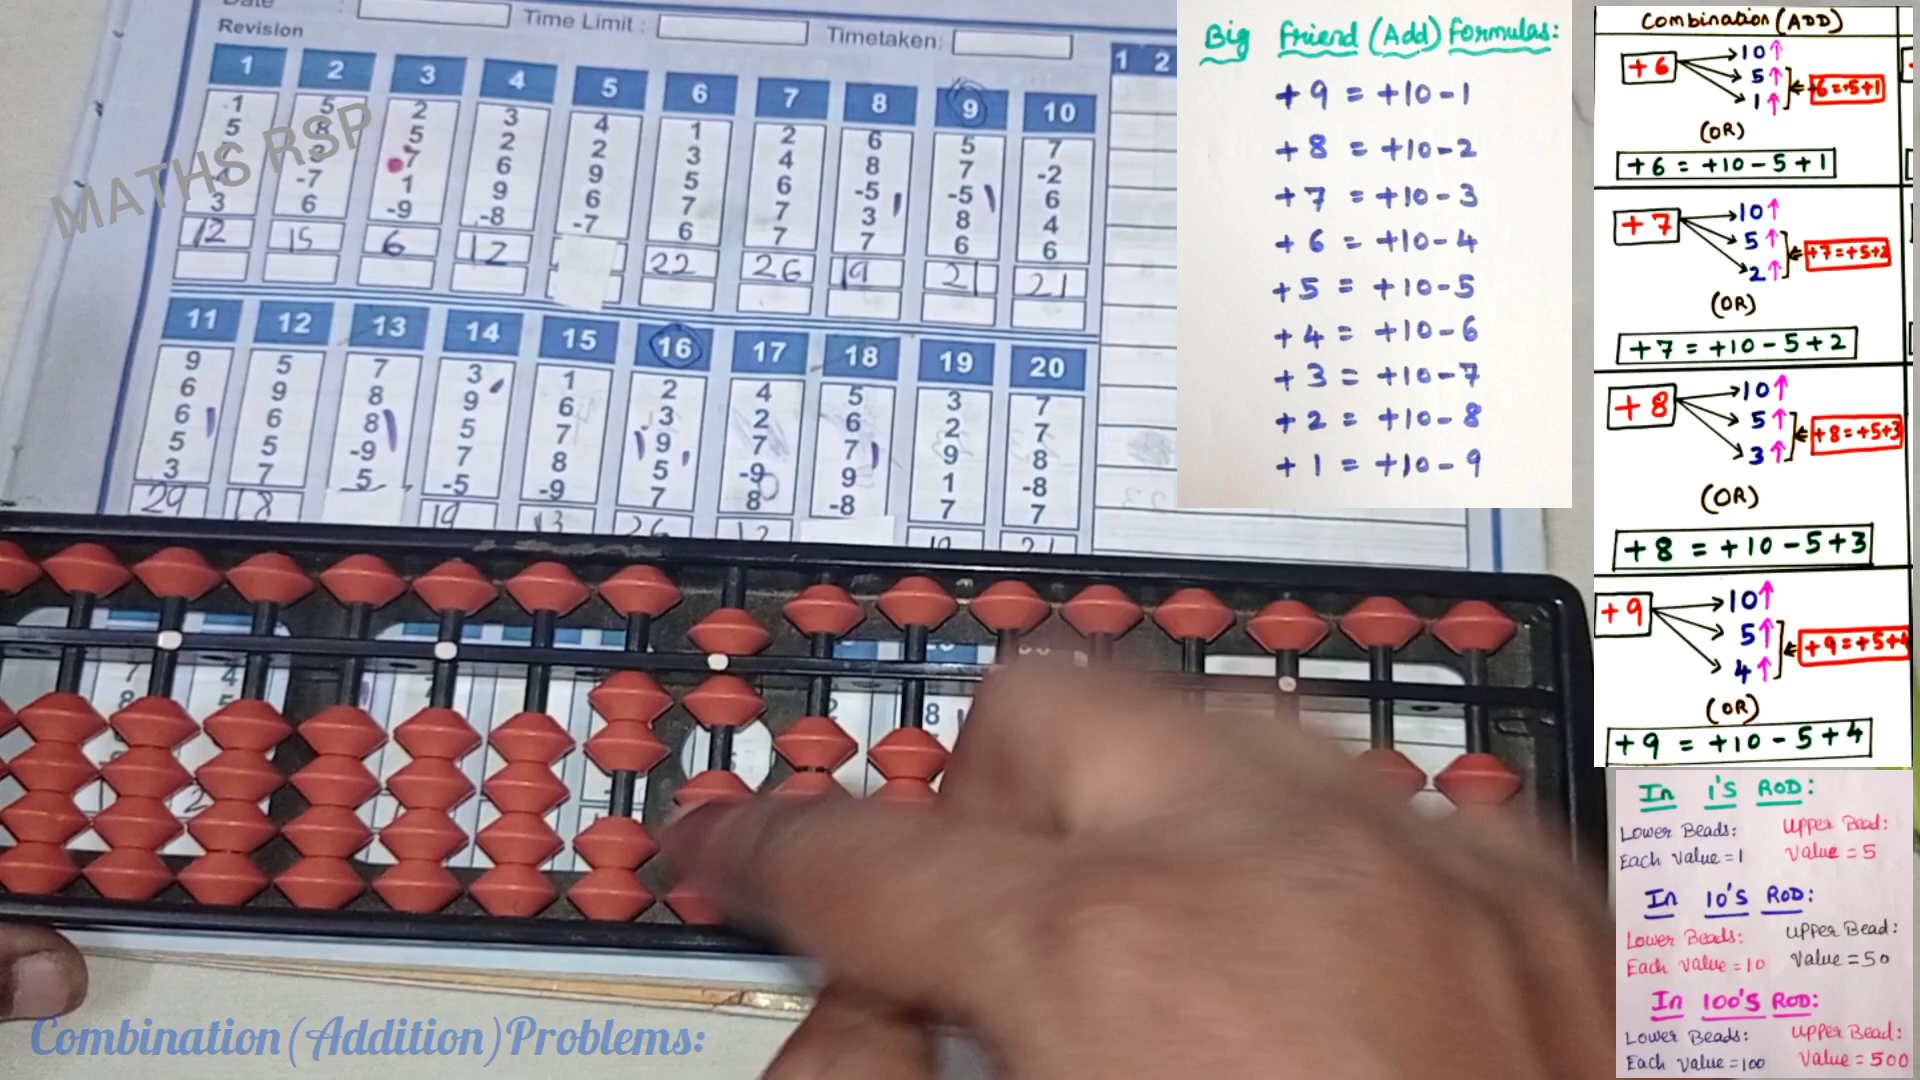 Time Limit :
Timetaken:
Revision
MATHS RSP
1 2 3 4 5 6 7 8 9 10
1 2
5 2 3 4 1 2 6 5 7
5 8 5 2 2 3 4 8 7 -2
7 6 9 5 6 -5 -5 6
-7 1 9 6 7 7 3 8 4
3 6 -9 -8 -7 6 7 7 6 6
12 15 6 12 22 26 19 21 21
11 12 13 14 15 16 17 18 19 20
9 5 7 3 1 2 4 5 3 7
6 9 8 9 6 3 2 6 2 7
6 6 8 5 7 9 7 7 9 8
5 5 -9 7 8 5 -9 9 1 -8
3 7 5 -5 -9 7 8 -8 7 7
29 18 19 13 26 12 19 21
Big Friend (Add) Formulas:
+ 9 = +10 - 1
+ 8 = +10 - 2
+ 7 = +10 - 3
+ 6 = +10 - 4
+ 5 = +10 - 5
+ 4 = +10 - 6
+ 3 = +10 - 7
+ 2 = +10 - 8
+ 1 = +10 - 9
Combination (ADD)
+ 6
10↑
5↑
1↑
+6=+5+1
(OR)
+ 6 = +10 - 5 + 1
+ 7
10↑
5↑
2↑
+7=+5+2
(OR)
+ 7 = +10 - 5 + 2
+ 8
10↑
5↑
3↑
+8=+5+3
(OR)
+ 8 = +10 - 5 + 3
+ 9
10↑
5↑
4↑
+9=+5+4
(OR)
+ 9 = +10 - 5 + 4
In 1'S ROD:
Lower Beads: Upper Bead:
Each Value = 1 Value = 5
In 10'S ROD:
Lower Beads: Upper Bead:
Each Value = 10 Value = 50
In 100'S ROD:
Lower Beads: Upper Bead:
Each Value = 100 Value = 500
Combination (Addition) Problems: